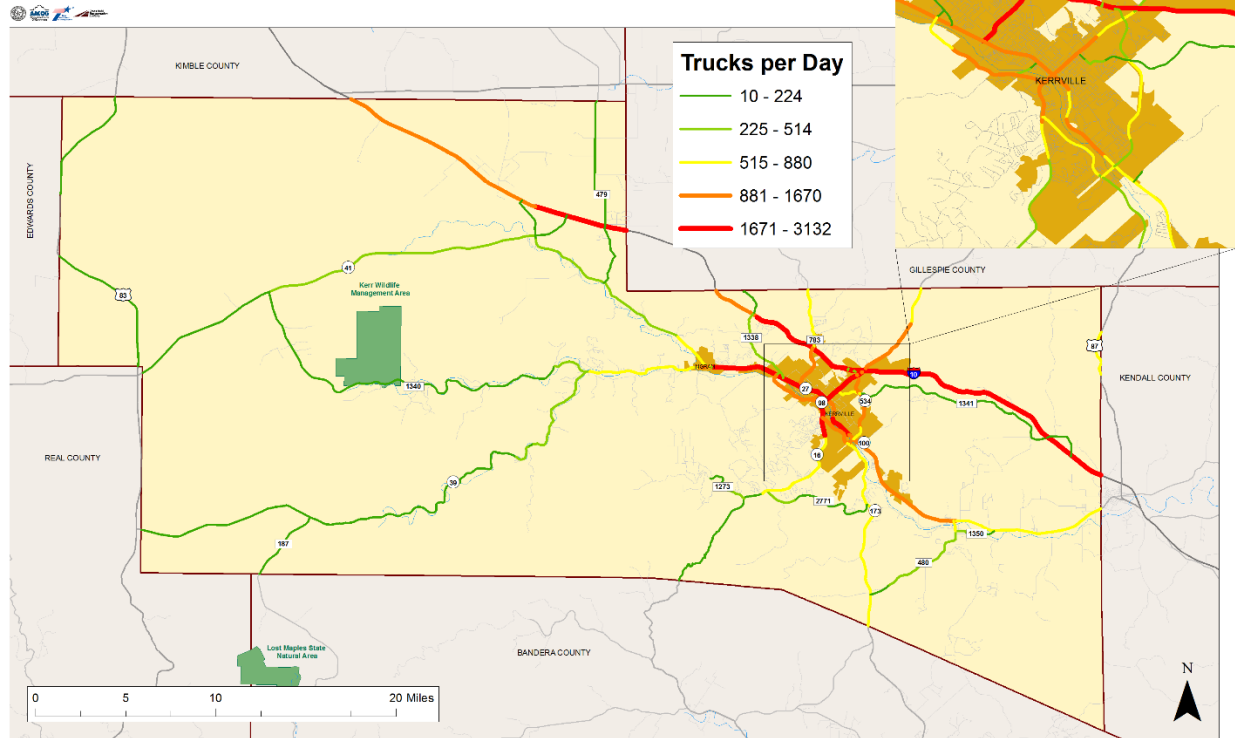 AACOG
KERRVILLE
KIMBLE COUNTY
Trucks per Day
10 - 224
225 - 514
515 - 880
881 - 1670
1671 - 3132
EDWARDS COUNTY
479
GILLESPIE COUNTY
41
83
Kerr Wildlife
Management Area
1338
783
87
KENDALL COUNTY
1340
27
10
98
534
1341
KERRVILLE
REAL COUNTY
16
100
39
1273
2771
173
187
1350
480
Lost Maples State
Natural Area
BANDERA COUNTY
N
0
5
10
20 Miles